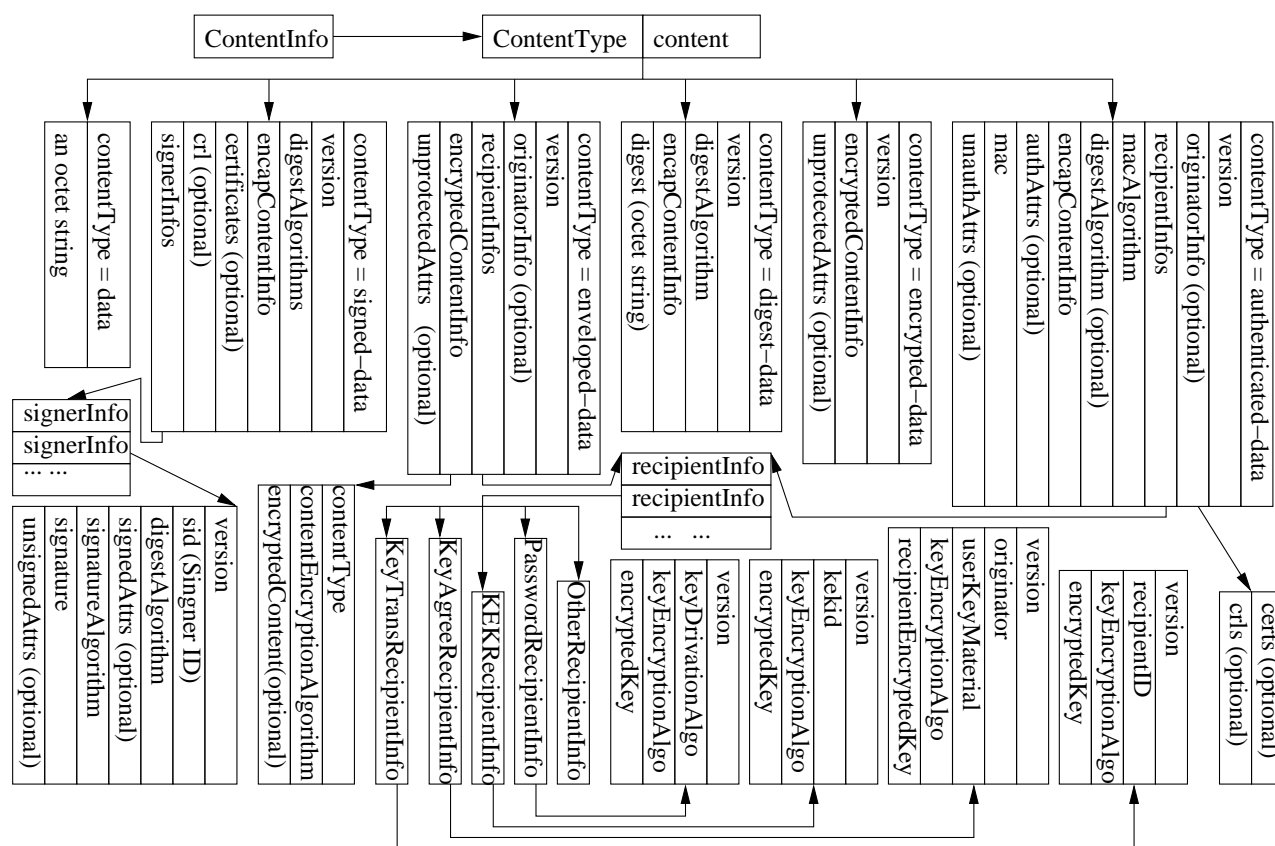 ContentInfo
ContentType
content
contentType = data
an octet string
contentType = signed−data
version
digestAlgorithms
encapContentInfo
certificates (optional)
crl (optional)
signerInfos
contentType = enveloped−data
version
originatorInfo (optional)
recipientInfos
encryptedContentInfo
unprotectedAttrs (optional)
contentType = digest−data
version
digestAlgorithm
encapContentInfo
digest (octet string)
contentType = encrypted−data
version
encryptedContentInfo
unprotectedAttrs (optional)
contentType = authenticated−data
version
originatorInfo (optional)
recipientInfos
macAlgorithm
digestAlgorithm (optional)
encapContentInfo
authAttrs (optional)
mac
unauthAttrs (optional)
signerInfo
signerInfo
... ...
recipientInfo
recipientInfo
... ...
version
sid (Singner ID)
digestAlgorithm
signedAttrs (optional)
signatureAlgorithm
signature
unsignedAttrs (optional)
contentType
contentEncryptionAlgorithm
encryptedContent(optional)
KeyTransRecipientInfo
KeyAgreeRecipientInfo
KEKRecipientInfo
PasswordRecipientInfo
OtherRecipientInfo
version
keyDrivationAlgo
keyEncryptionAlgo
encryptedKey
version
kekid
keyEncryptionAlgo
encryptedKey
version
originator
userKeyMaterial
keyEncryptionAlgo
recipientEncryptedKey
version
recipientID
keyEncryptionAlgo
encryptedKey
certs (optional)
crls (optional)